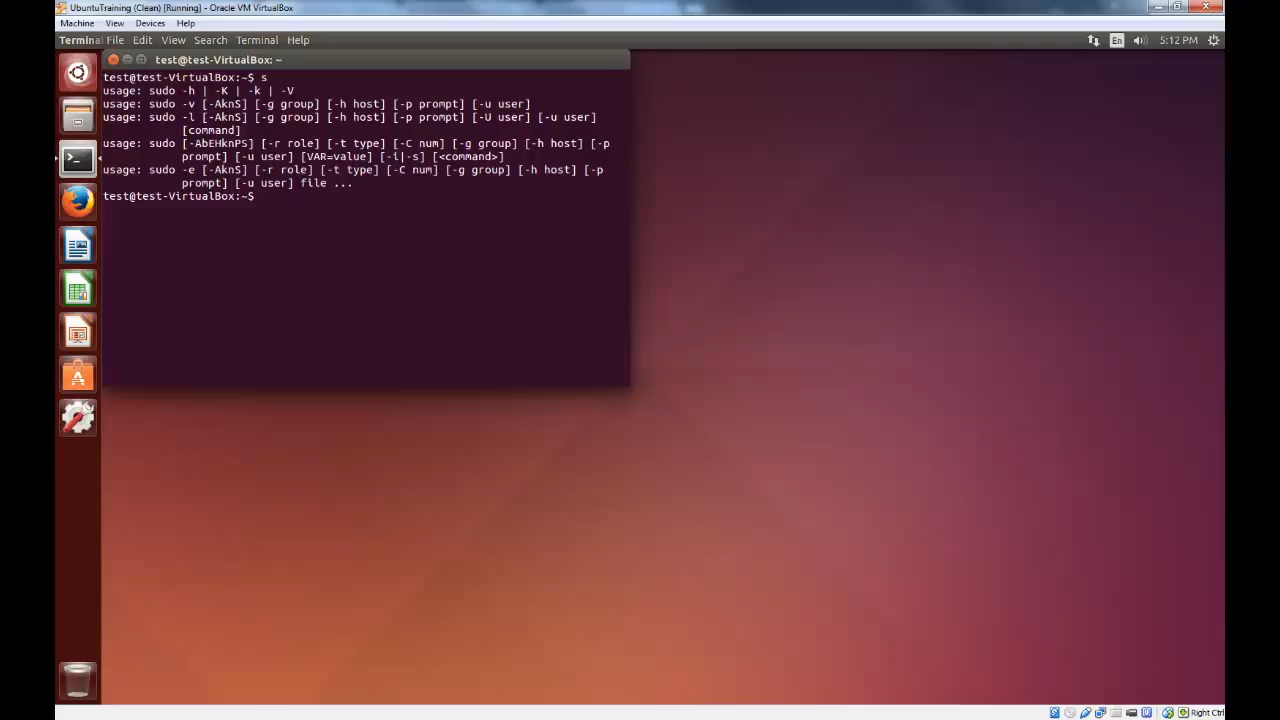 UbuntuTraining (Clean) [Running] - Oracle VM VirtualBox
Machine View Devices Help
Terminal File Edit View Search Terminal Help
En 5:12 PM
test@test-VirtualBox: ~
test@test-VirtualBox:~$ s
usage: sudo -h | -K | -k | -V
usage: sudo -v [-AknS] [-g group] [-h host] [-p prompt] [-u user]
usage: sudo -l [-AknS] [-g group] [-h host] [-p prompt] [-U user] [-u user]
[command]
usage: sudo [-AbEHknPS] [-r role] [-t type] [-C num] [-g group] [-h host] [-p
prompt] [-u user] [VAR=value] [-i|-s] [<command>]
usage: sudo -e [-AknS] [-r role] [-t type] [-C num] [-g group] [-h host] [-p
prompt] [-u user] file ...
test@test-VirtualBox:~$
Right Ctrl